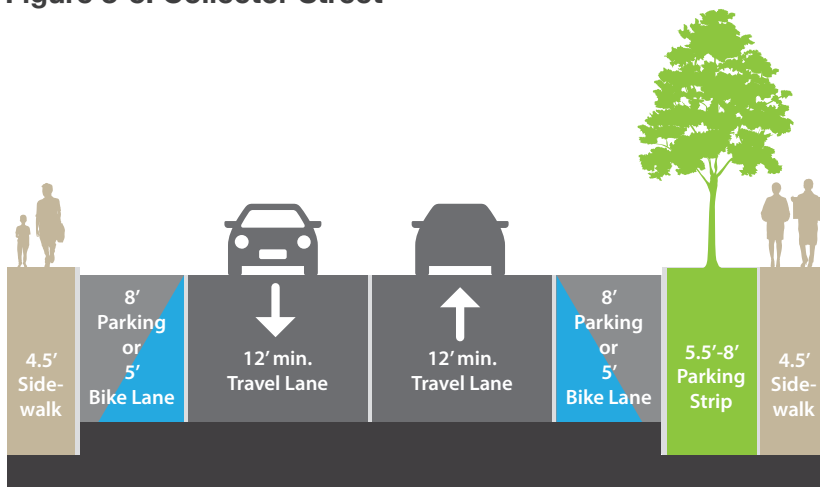 4.5’
Side-
walk
8’
Parking
or
5’
Bike Lane
12’ min.
Travel Lane
12’ min.
Travel Lane
8’
Parking
or
5’
Bike Lane
5.5’-8’
Parking
Strip
4.5’
Side-
walk